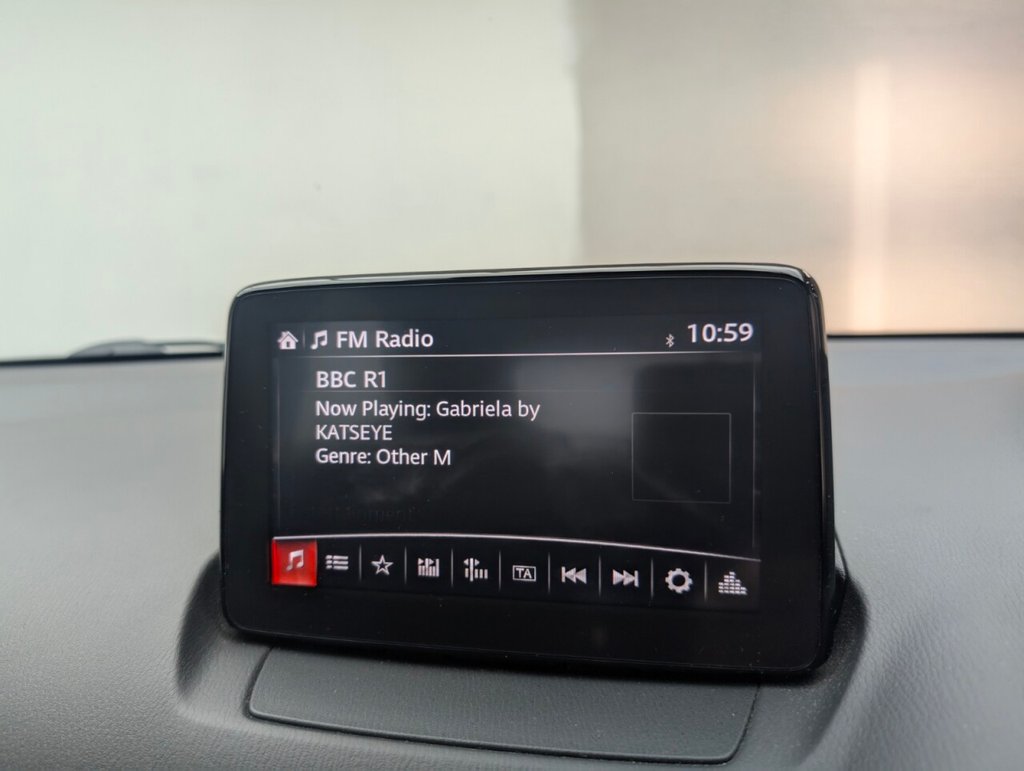 FM Radio
10:59
BBC R1
Now Playing: Gabriela by
KATSEYE
Genre: Other M
TA